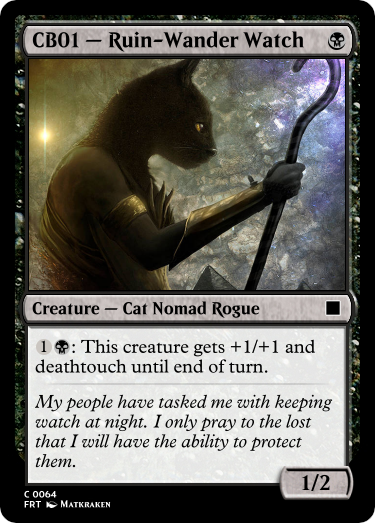 CB01 — Ruin-Wander Watch
Creature — Cat Nomad Rogue
1 : This creature gets +1/+1 and
deathtouch until end of turn.
My people have tasked me with keeping
watch at night. I only pray to the lost
that I will have the ability to protect
them.
1/2
C 0064
FRT Matkraken